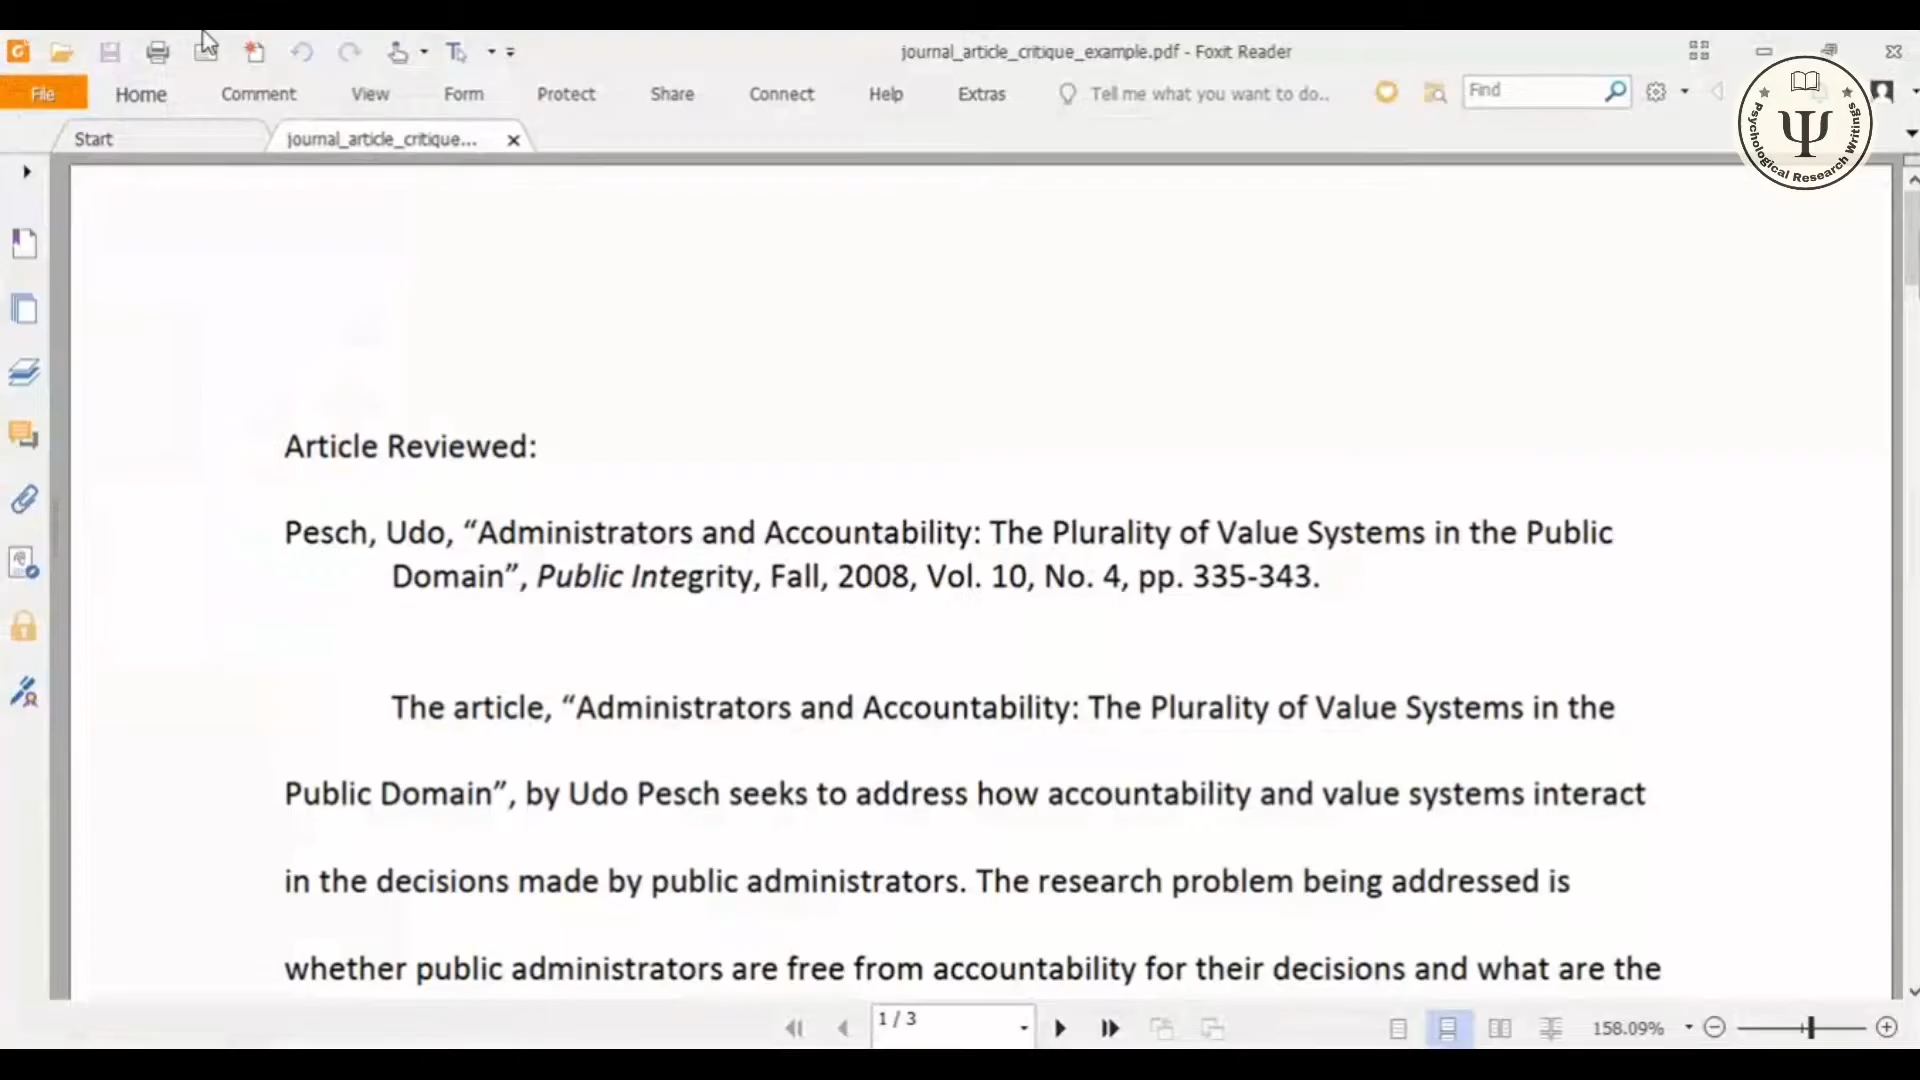 journal_article_critique_example.pdf - Foxit Reader
File Home Comment View Form Protect Share Connect Help Extras Tell me what you want to do.. Find
Start journal_article_critique...
Psychological Research Writings
Article Reviewed:
Pesch, Udo, “Administrators and Accountability: The Plurality of Value Systems in the Public
Domain”, Public Integrity, Fall, 2008, Vol. 10, No. 4, pp. 335-343.
The article, “Administrators and Accountability: The Plurality of Value Systems in the
Public Domain”, by Udo Pesch seeks to address how accountability and value systems interact
in the decisions made by public administrators. The research problem being addressed is
whether public administrators are free from accountability for their decisions and what are the
1 / 3
158.09%